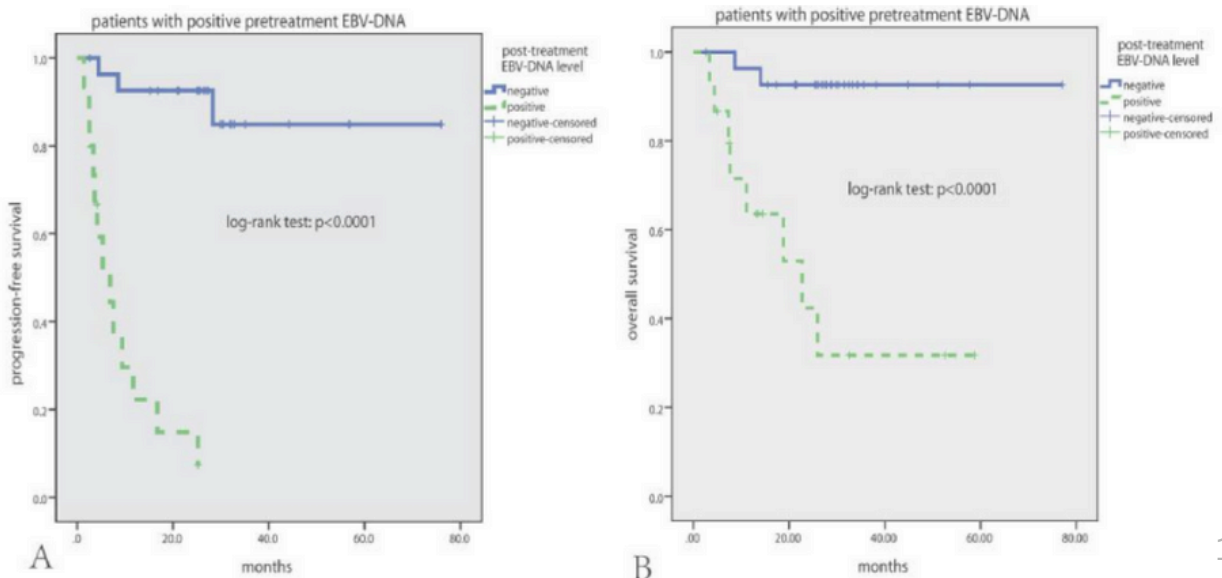 patients with positive pretreatment EBV-DNA
post-treatment
EBV-DNA level
negative
positive
negative-censored
positive-censored
log-rank test: p<0.0001
progression-free survival
1,0
0,8
0,6
0,4
0,2
0,0
.0
20.0
40.0
60.0
80.0
months
A
patients with positive pretreatment EBV-DNA
post-treatment
EBV-DNA level
negative
positive
negative-censored
positive-censored
log-rank test: p<0.0001
overall survival
1,0
0,8
0,6
0,4
0,2
0,0
.00
20.00
40.00
60.00
80.00
months
B